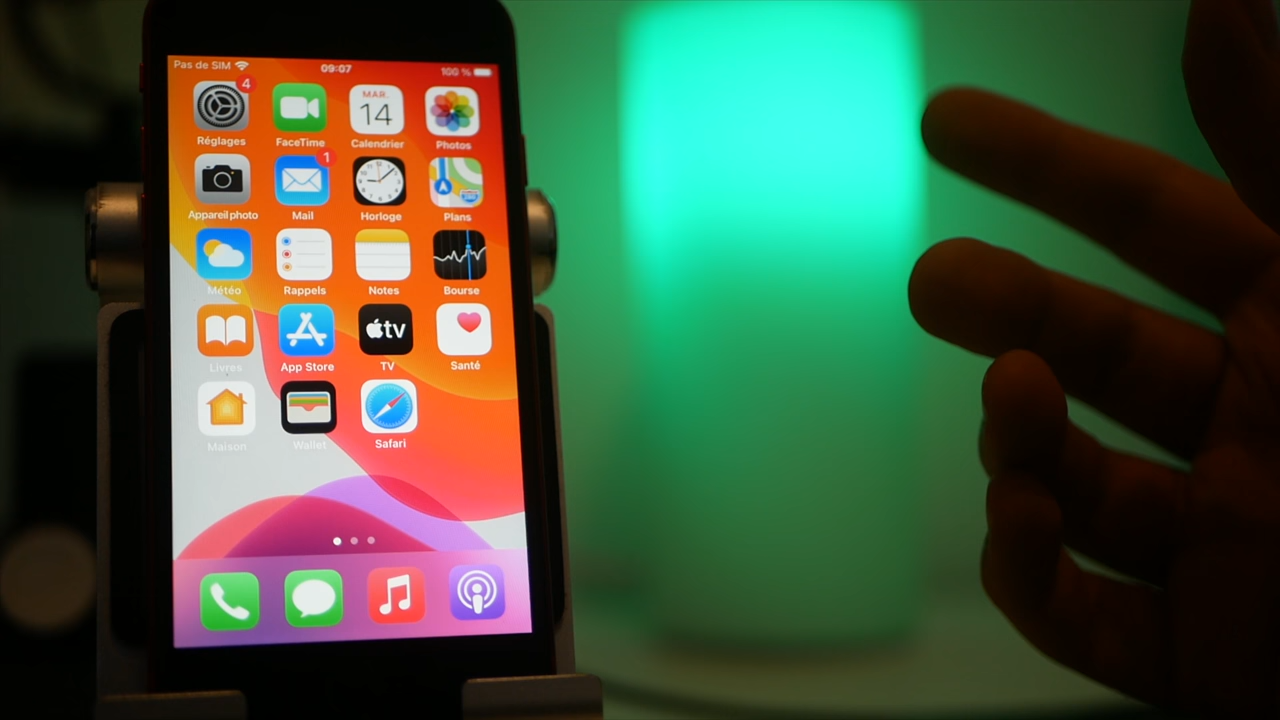 Pas de SIM 09:07 100 %
4
MAR.
14
Réglages FaceTime Calendrier Photos
1
Appareil photo Mail Horloge Plans
Météo Rappels Notes Bourse
tv
Livres App Store TV Santé
Maison Wallet Safari